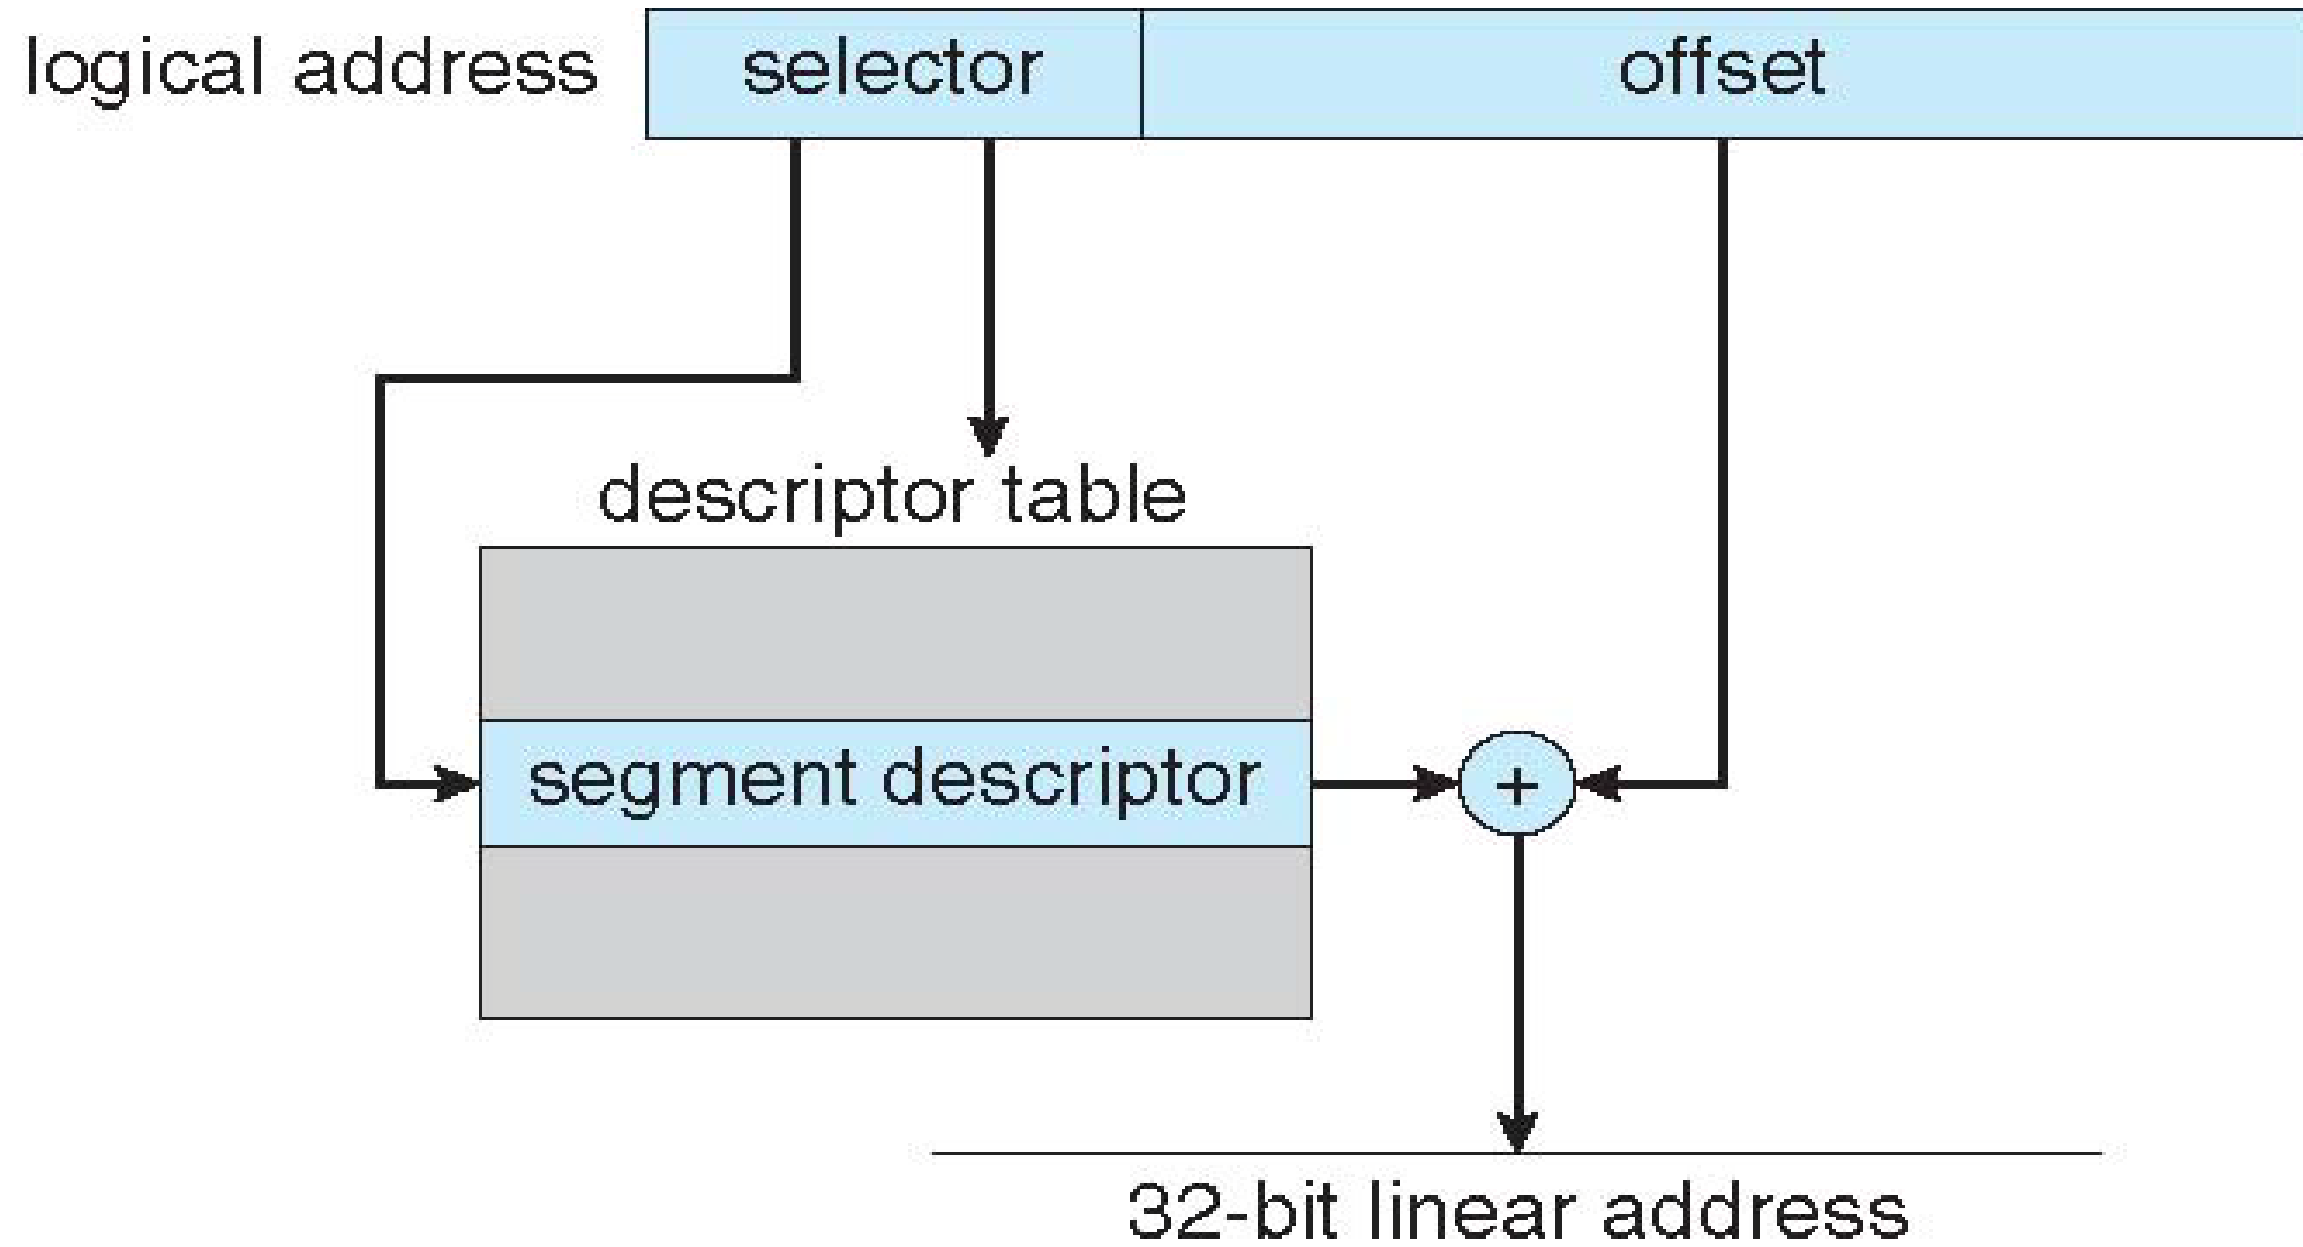 logical address selector offset
descriptor table
segment descriptor +
32-bit linear address